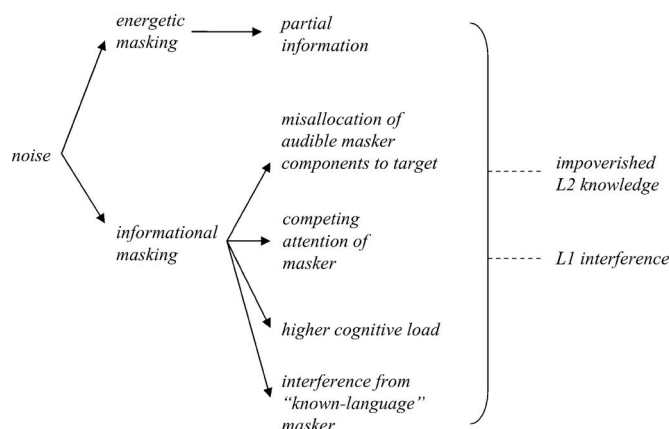 energetic
masking
partial
information
noise
misallocation of
audible masker
components to target
informational
masking
competing
attention of
masker
higher cognitive load
interference from
“known-language”
masker
impoverished
L2 knowledge
L1 interference